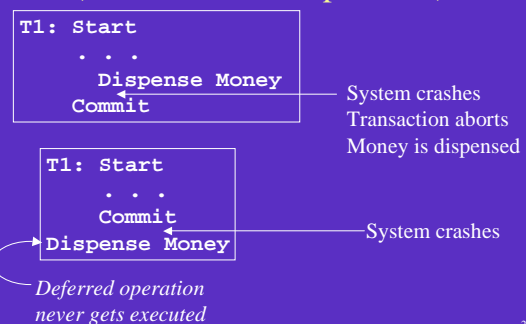 T1: Start
. . .
Dispense Money
Commit
System crashes
Transaction aborts
Money is dispensed
T1: Start
. . .
Commit
Dispense Money
System crashes
Deferred operation
never gets executed